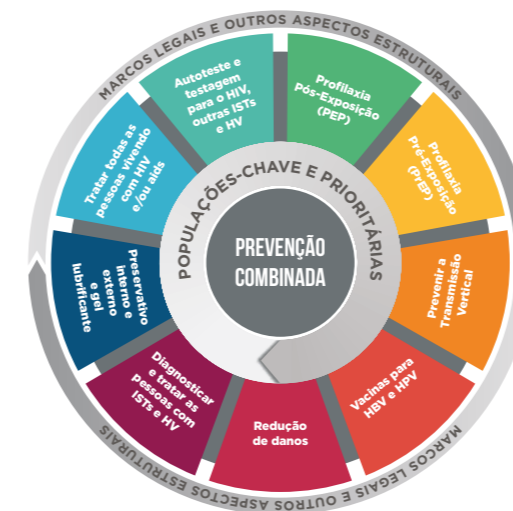 MARCOS LEGAIS E OUTROS ASPECTOS ESTRUTURAIS
Autoteste e
testagem
para o HIV,
outras ISTs
e HV
Profilaxia
pós-Exposição
(PEP)
Profilaxia
Pré-Exposição
(PrEP)
Prevenir a
Transmissão
Vertical
Vacinas para
HBV e HPV
Redução
de danos
Diagnosticar
e tratar as
pessoas com
ISTs e HV
Preservativo
interno e
externo
e gel
lubrificante
Tratar todas as
pessoas vivendo
com HIV
e/ou aids
POPULAÇÕES-CHAVE E PRIORITÁRIAS
PREVENÇÃO
COMBINADA
MARCOS LEGAIS E OUTROS ASPECTOS ESTRUTURAIS